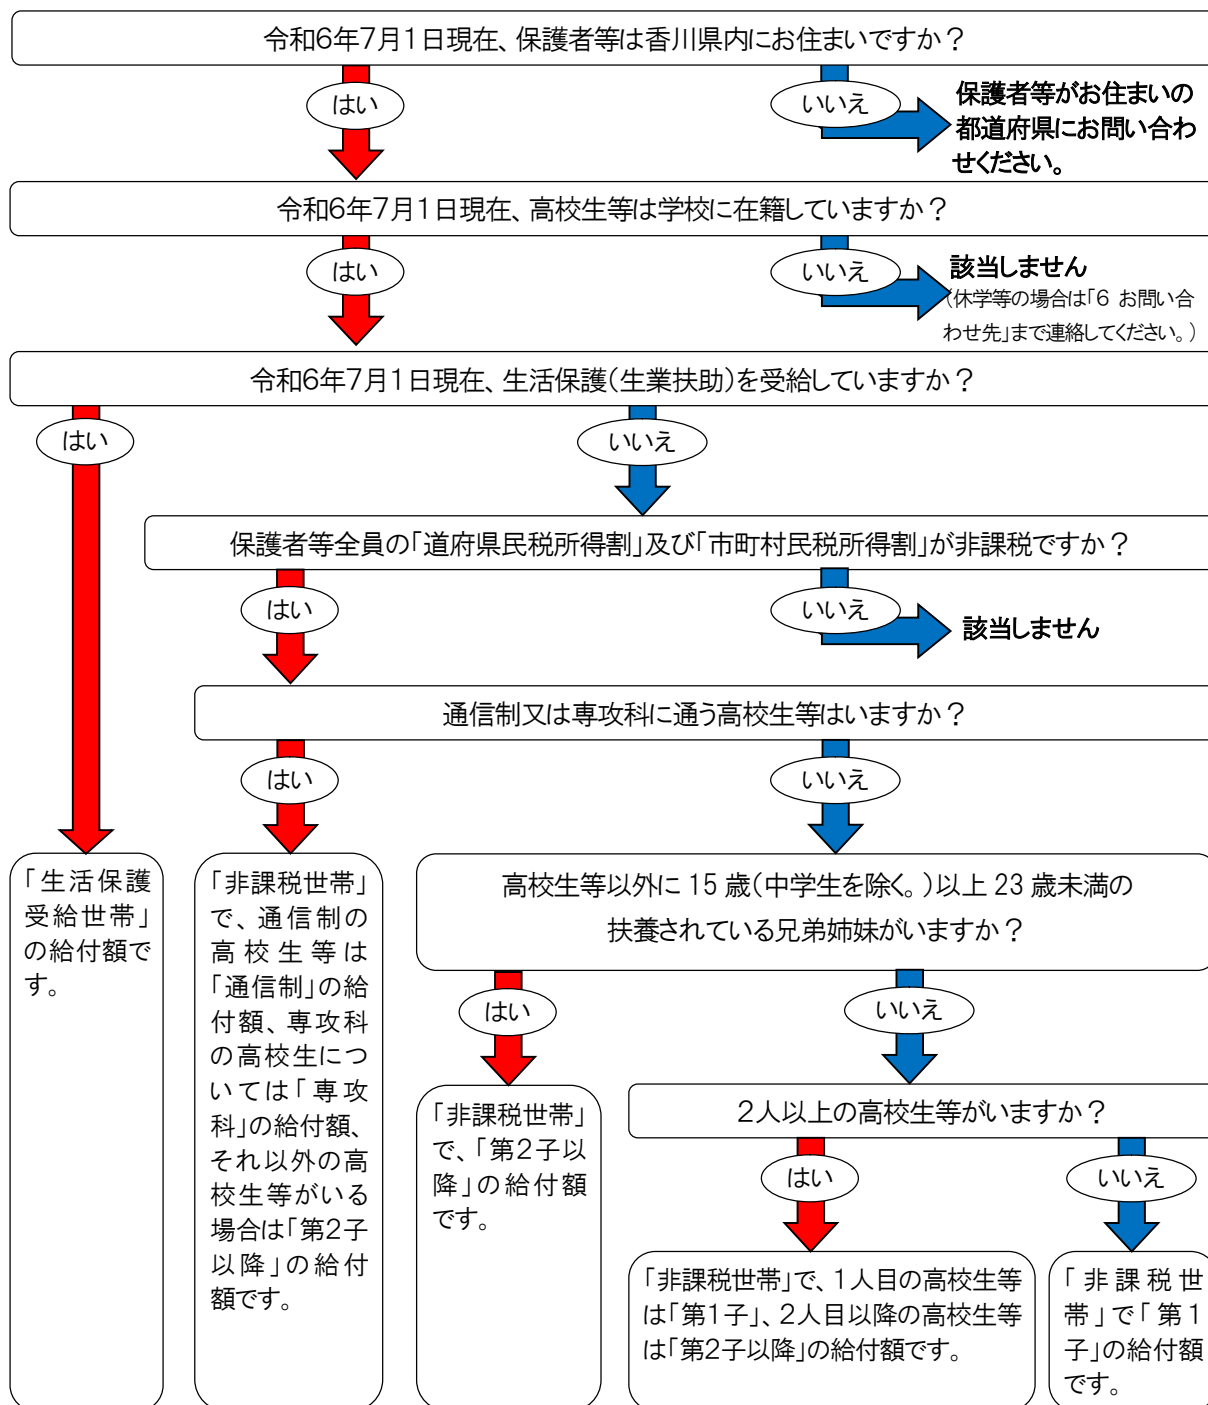 令和6年7月1日現在、保護者等は香川県内にお住まいですか？
はい
いいえ
保護者等がお住まいの
都道府県にお問い合わ
せください。
令和6年7月1日現在、高校生等は学校に在籍していますか？
はい
いいえ
該当しません
（休学等の場合は「6 お問い合
わせ先」まで連絡してください。）
令和6年7月1日現在、生活保護（生業扶助）を受給していますか？
はい
いいえ
保護者等全員の「道府県民税所得割」及び「市町村民税所得割」が非課税ですか？
はい
いいえ
該当しません
通信制又は専攻科に通う高校生等はいますか？
はい
いいえ
「生活保護
受給世帯」
の給付額で
す。
「非課税世帯」
で、通信制の
高校生等は
「通信制」の給
付額、専攻科
の高校生につ
いては「専攻
科」の給付額、
それ以外の高
校生等がいる
場合は「第2子
以降」の給付
額です。
高校生等以外に 15 歳（中学生を除く。）以上 23 歳未満の
扶養されている兄弟姉妹がいますか？
はい
いいえ
「非課税世帯」
で、「第2子以
降」の給付額
です。
2人以上の高校生等がいますか？
はい
いいえ
「非課税世帯」で、1人目の高校生等
は「第1子」、2人目以降の高校生等
は「第2子以降」の給付額です。
「非課税世
帯」で「第1
子」の給付額
です。